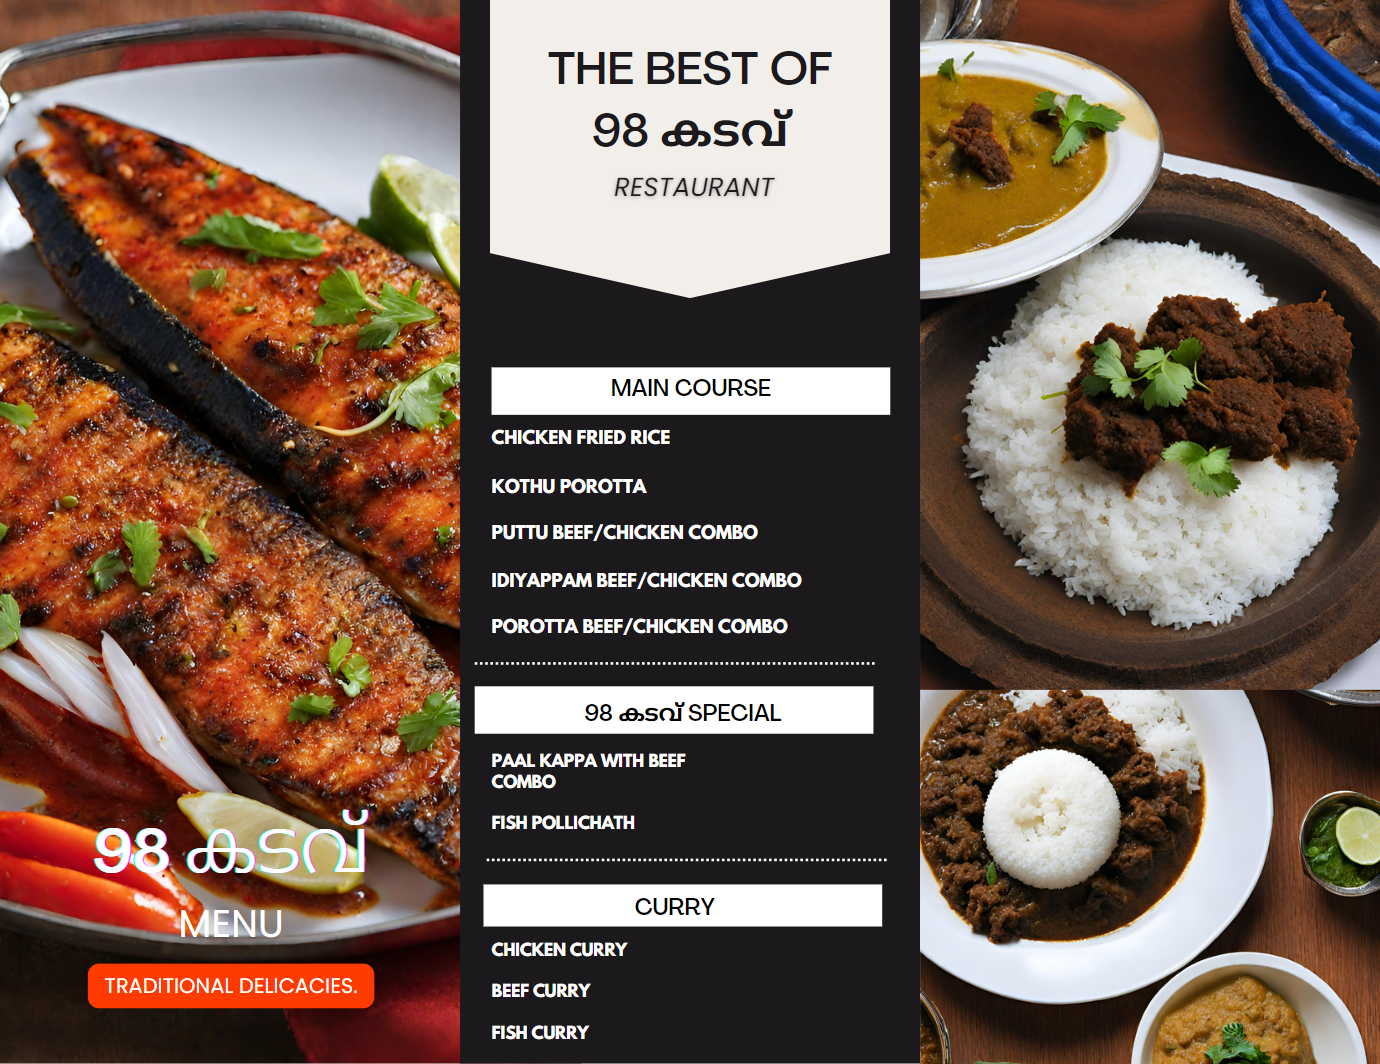 98 കടവ്
MENU
TRADITIONAL DELICACIES.
THE BEST OF
98 കടവ്
RESTAURANT
MAIN COURSE
CHICKEN FRIED RICE
KOTHU POROTTA
PUTTU BEEF/CHICKEN COMBO
IDIYAPPAM BEEF/CHICKEN COMBO
POROTTA BEEF/CHICKEN COMBO
98 കടവ് SPECIAL
PAAL KAPPA WITH BEEF
COMBO
FISH POLLICHATH
CURRY
CHICKEN CURRY
BEEF CURRY
FISH CURRY